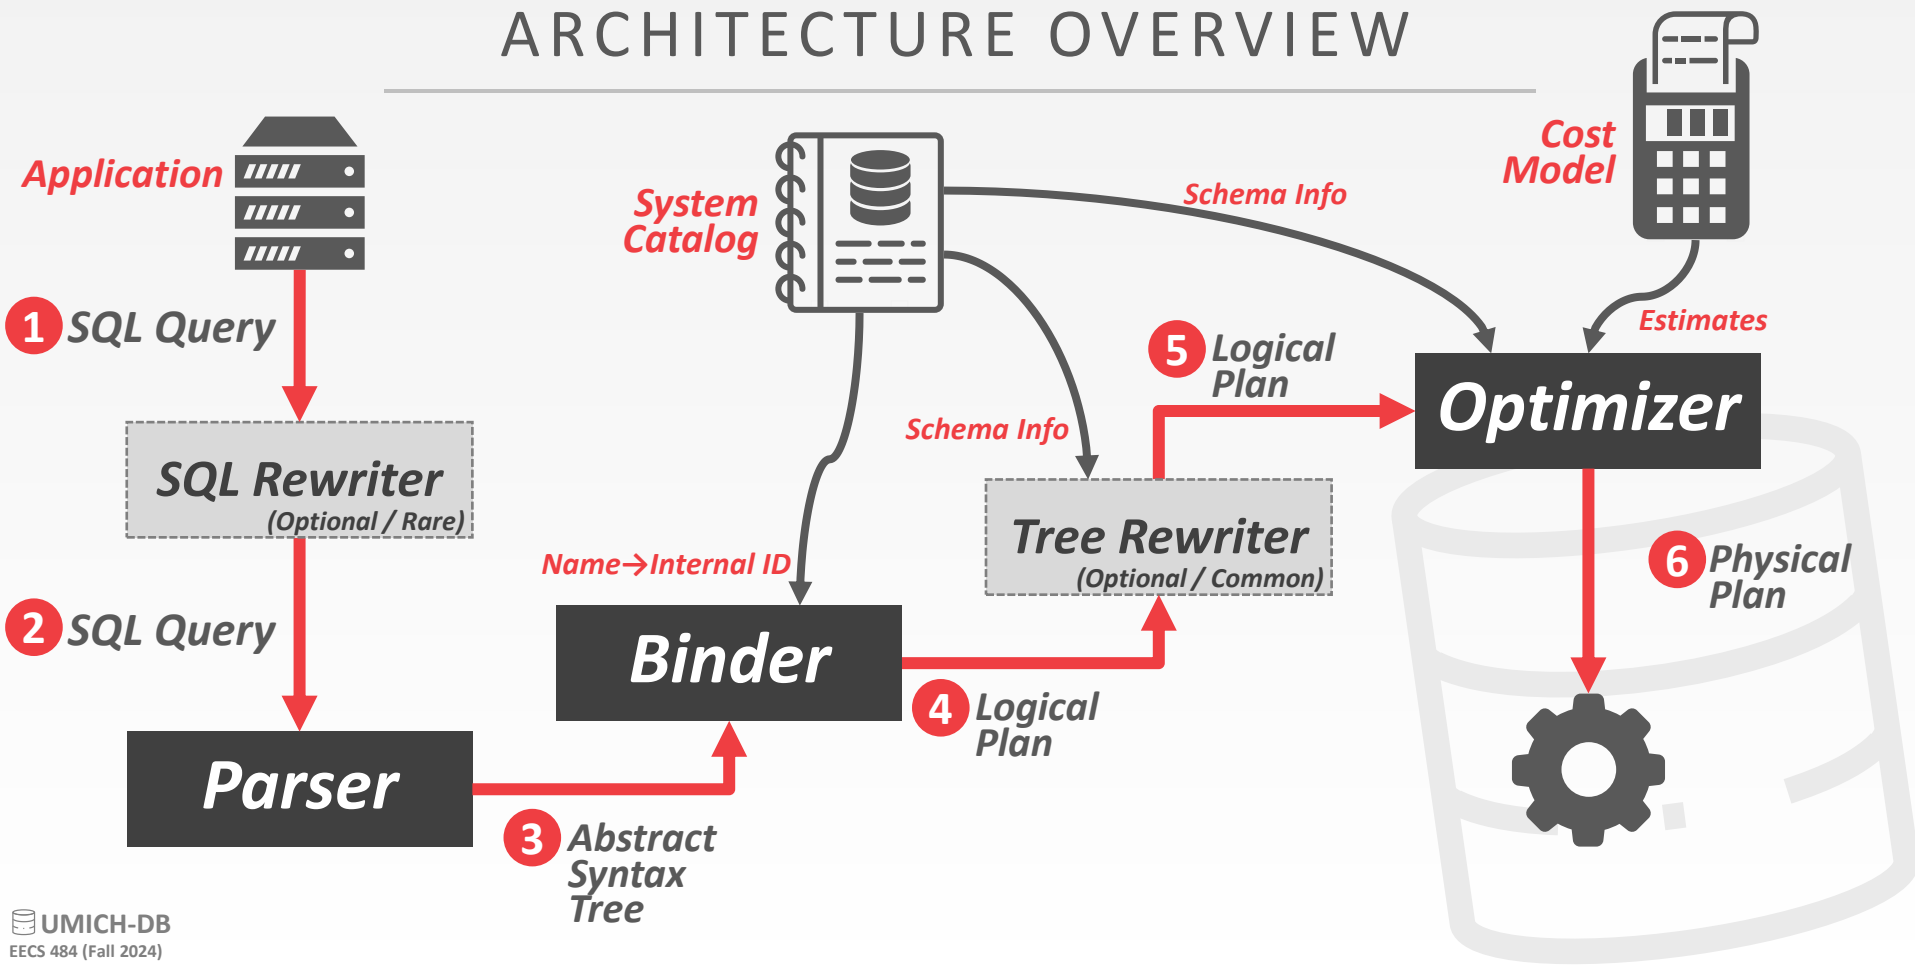 ARCHITECTURE OVERVIEW
Application
1 SQL Query
SQL Rewriter
(Optional / Rare)
2 SQL Query
Parser
3 Abstract
Syntax
Tree
System
Catalog
Name→Internal ID
Binder
4 Logical
Plan
Schema Info
Schema Info
Tree Rewriter
(Optional / Common)
5 Logical
Plan
Cost
Model
Estimates
Optimizer
6 Physical
Plan
UMICH-DB
EECS 484 (Fall 2024)